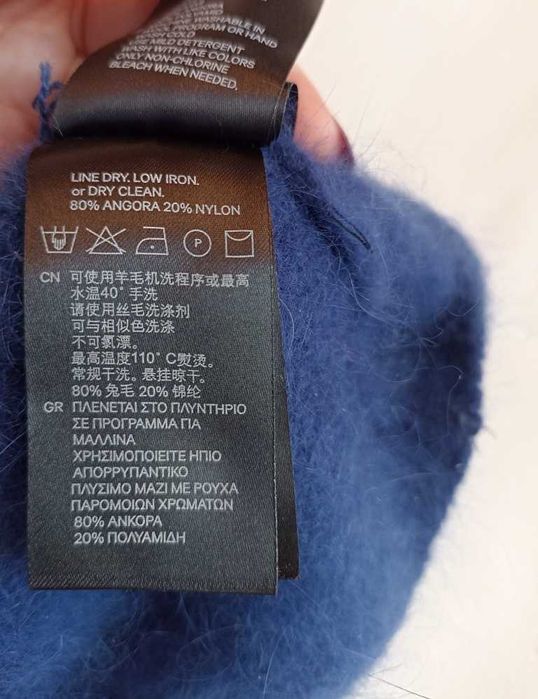 WASHABLE IN
PROGRAM OR HAND
COLD
MILD DETERGENT
WASH WITH LIKE COLORS
ONLY NON-CHLORINE
BLEACH WHEN NEEDED.
LINE DRY. LOW IRON.
or DRY CLEAN.
80% ANGORA 20% NYLON
P
CN 可使用羊毛机洗程序或最高
水温40° 手洗
请使用丝毛洗涤剂
可与相似色洗涤
不可氯漂。
最高温度110° C熨烫。
常规干洗。悬挂晾干。
80% 兔毛 20% 锦纶
GR ΠΛΕΝΕΤΑΙ ΣΤΟ ΠΛΥΝΤΗΡΙΟ
ΣΕ ΠΡΟΓΡΑΜΜΑ ΓΙΑ
ΜΑΛΛΙΝΑ
ΧΡΗΣΙΜΟΠΟΙΕΙΤΕ ΗΠΙΟ
ΑΠΟΡΡΥΠΑΝΤΙΚΟ
ΠΛΥΣΙΜΟ ΜΑΖΙ ΜΕ ΡΟΥΧΑ
ΠΑΡΟΜΟΙΩΝ ΧΡΩΜΑΤΩΝ
80% ΑΝΚΟΡΑ
20% ΠΟΛΥΑΜΙΔΗ